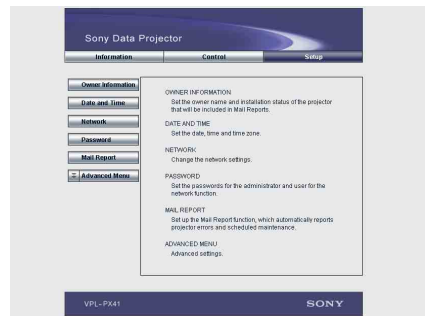 Sony Data Projector
Information Control Setup
Owner Information
Date and Time
Network
Password
Mail Report
Advanced Menu
OWNER INFORMATION
Set the owner name and installation status of the projector
that will be included in Mail Reports.
DATE AND TIME
Set the date, time and time zone.
NETWORK
Change the network settings.
PASSWORD
Set the passwords for the administrator and user for the
network function.
MAIL REPORT
Set up the Mail Report function, which automatically reports
projector errors and scheduled maintenance.
ADVANCED MENU
Advanced settings.
VPL-PX41 SONY